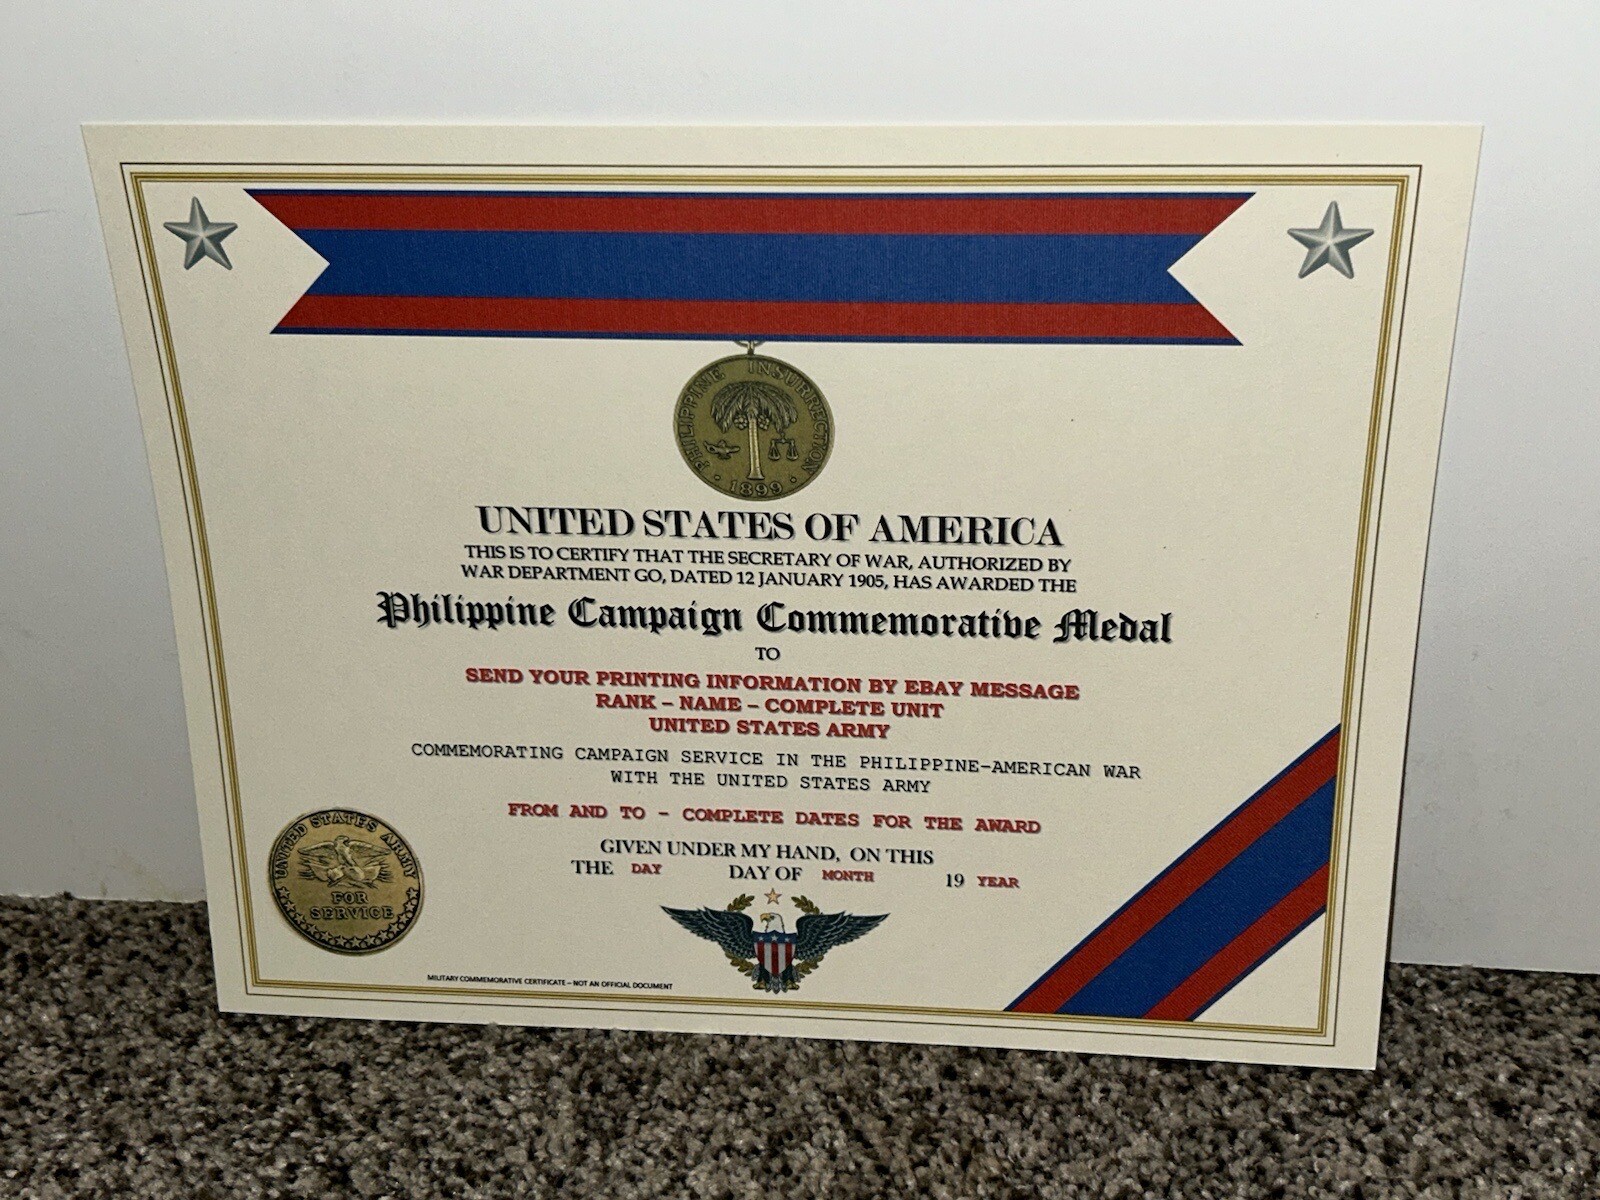 PHILIPPINE INSURRECTION
· 1899 ·
UNITED STATES OF AMERICA
THIS IS TO CERTIFY THAT THE SECRETARY OF WAR, AUTHORIZED BY
WAR DEPARTMENT GO, DATED 12 JANUARY 1905, HAS AWARDED THE
Philippine Campaign Commemorative Medal
TO
SEND YOUR PRINTING INFORMATION BY EBAY MESSAGE
RANK – NAME – COMPLETE UNIT
UNITED STATES ARMY
COMMEMORATING CAMPAIGN SERVICE IN THE PHILIPPINE-AMERICAN WAR
WITH THE UNITED STATES ARMY
FROM AND TO - COMPLETE DATES FOR THE AWARD
GIVEN UNDER MY HAND, ON THIS
THE DAY DAY OF MONTH 19 YEAR
UNITED STATES ARMY
FOR
SERVICE
MILITARY COMMEMORATIVE CERTIFICATE – NOT AN OFFICIAL DOCUMENT